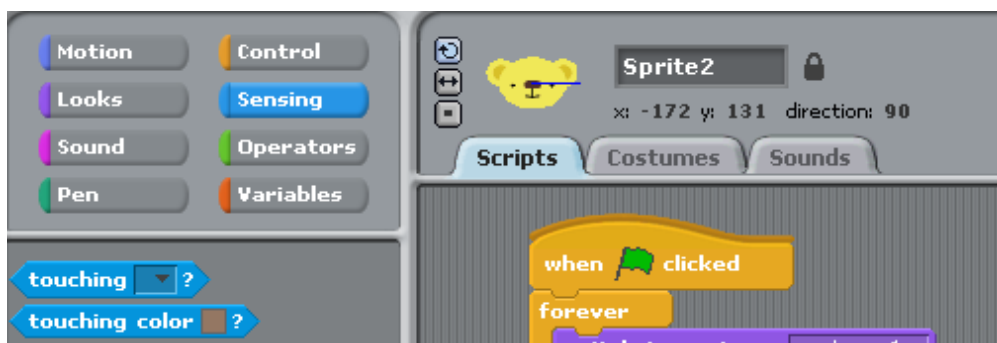 Motion
Control
Looks
Sensing
Sound
Operators
Pen
Variables
touching ?
touching color ?
Sprite2
x: -172 y: 131 direction: 90
Scripts Costumes Sounds
when clicked
forever